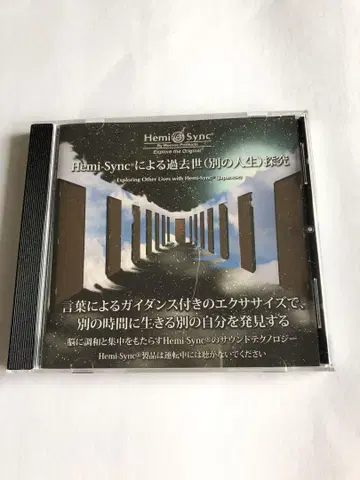 Hemi Sync®
By Monroe Products
Explore the Original™
Hemi-Sync®による過去世(別の人生)探究
Exploring Other Lives with Hemi-Sync® (Japanese)
言葉によるガイダンス付きのエクササイズで、
別の時間に生きる別の自分を発見する
脳に調和と集中をもたらすHemi-Sync®のサウンドテクノロジー
Hemi-Sync®製品は運転中には聴かないでください